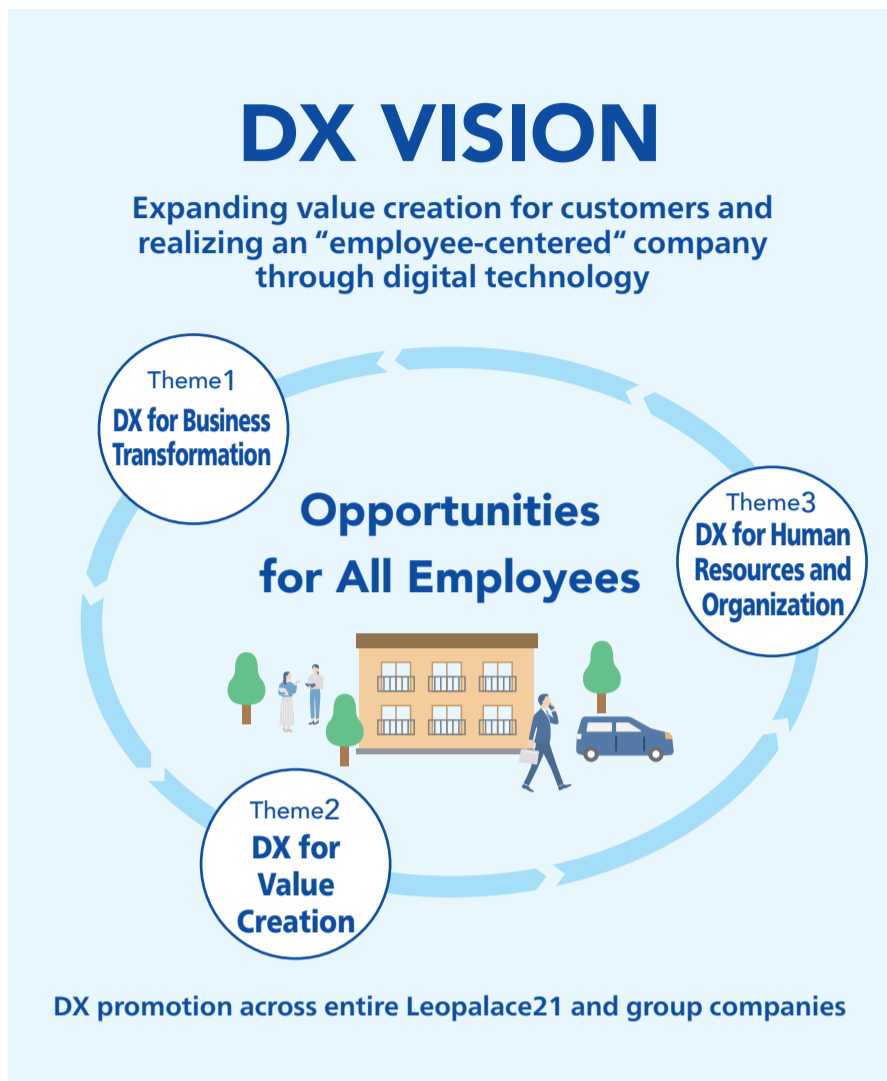 DX VISION
Expanding value creation for customers and
realizing an “employee-centered“ company
through digital technology
Theme1
DX for Business
Transformation
Opportunities
for All Employees
Theme3
DX for Human
Resources and
Organization
Theme2
DX for
Value
Creation
DX promotion across entire Leopalace21 and group companies